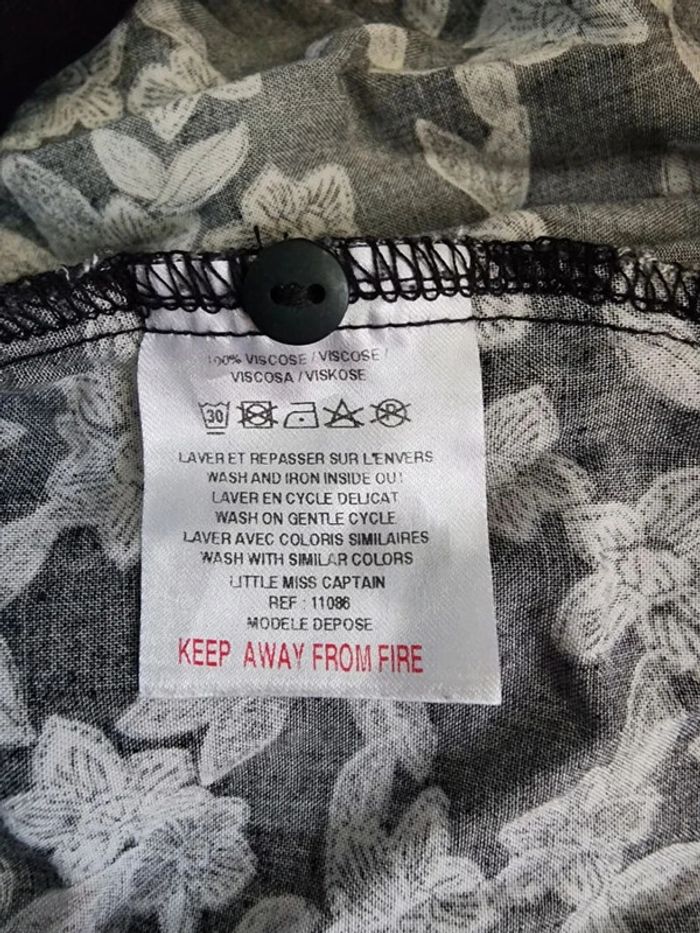 100% VISCOSE / VISCOSE /
VISCOSA / VISKOSE
30
LAVER ET REPASSER SUR L'ENVERS
WASH AND IRON INSIDE OUT
LAVER EN CYCLE DELICAT
WASH ON GENTLE CYCLE
LAVER AVEC COLORIS SIMILAIRES
WASH WITH SIMILAR COLORS
LITTLE MISS CAPTAIN
REF : 11086
MODELE DEPOSE
KEEP AWAY FROM FIRE